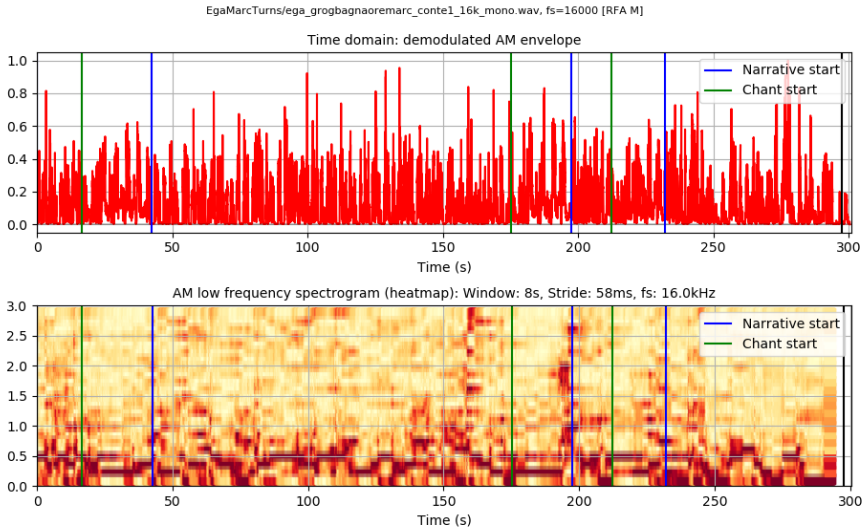 EgaMarcTurns/ega_grogbagnaoremarc_conte1_16k_mono.wav, fs=16000 [RFA M]
Time domain: demodulated AM envelope
1.0
0.8
0.6
0.4
0.2
0.0
Narrative start
Chant start
0 50 100 150 200 250 300
Time (s)
AM low frequency spectrogram (heatmap): Window: 8s, Stride: 58ms, fs: 16.0kHz
3.0
2.5
2.0
1.5
1.0
0.5
0.0
Narrative start
Chant start
0 50 100 150 200 250 300
Time (s)